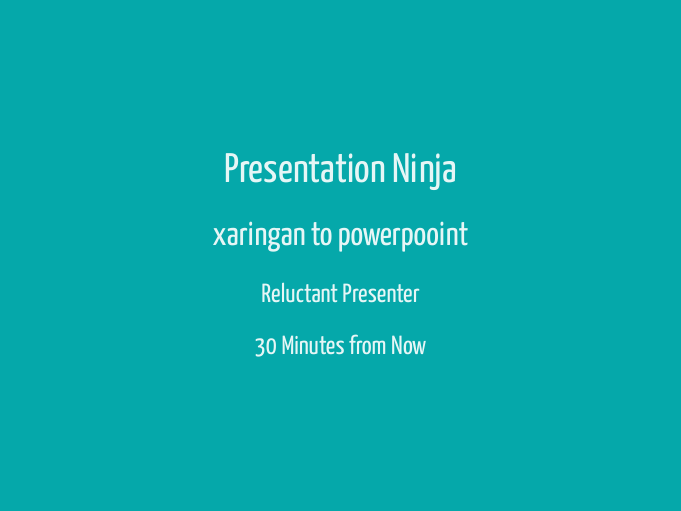 Presentation Ninja
xaringan to powerpooint
Reluctant Presenter
30 Minutes from Now